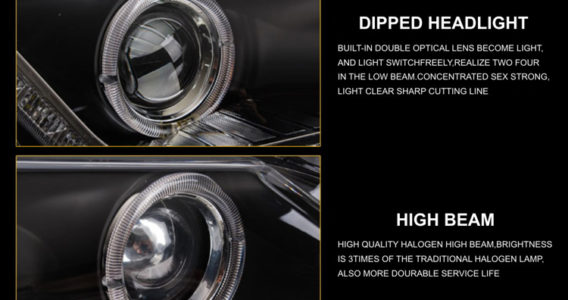 DIPPED HEADLIGHT
BUILT-IN DOUBLE OPTICAL LENS BECOME LIGHT,
AND LIGHT SWITCHFREELY,REALIZE TWO FOUR
IN THE LOW BEAM.CONCENTRATED SEX STRONG,
LIGHT CLEAR SHARP CUTTING LINE
HIGH BEAM
HIGH QUALITY HALOGEN HIGH BEAM,BRIGHTNESS
IS 3TIMES OF THE TRADITIONAL HALOGEN LAMP,
ALSO MORE DOURABLE SERVICE LIFE